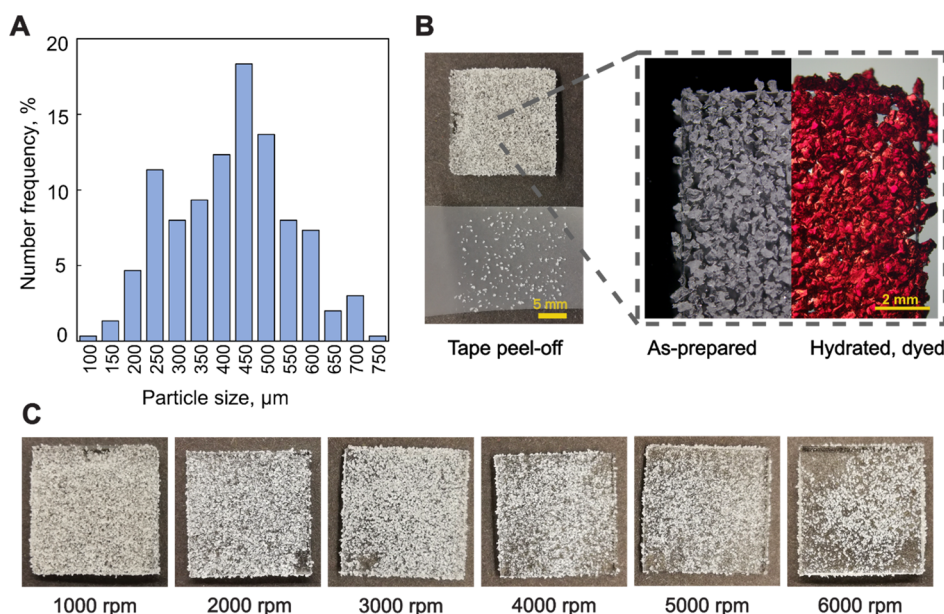 A
Number frequency, %
20
15
10
5
0
100 150 200 250 300 350 400 450 500 550 600 650 700 750
Particle size, µm
B
5 mm
2 mm
Tape peel-off
As-prepared
Hydrated, dyed
C
1000 rpm
2000 rpm
3000 rpm
4000 rpm
5000 rpm
6000 rpm